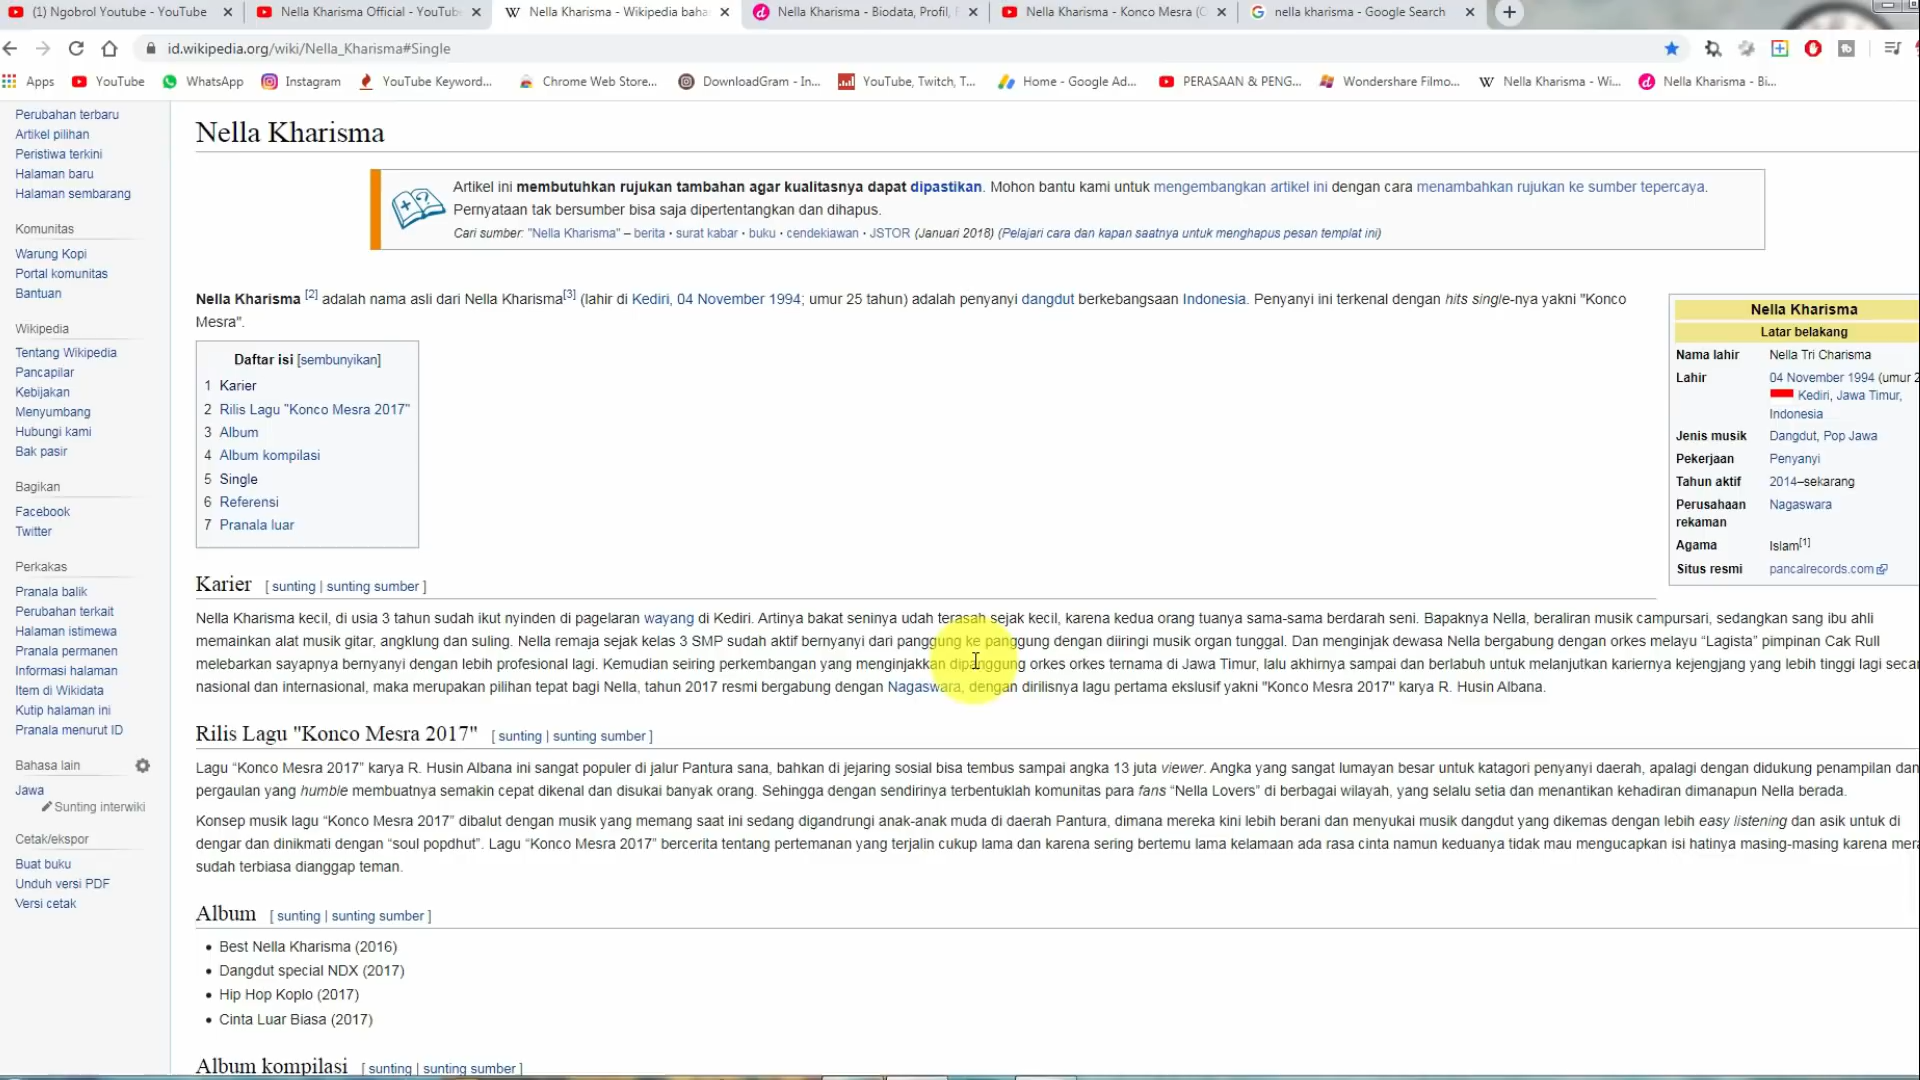 (1) Ngobrol Youtube - YouTube
Nella Kharisma Official - YouTub
Nella Kharisma - Wikipedia baha
Nella Kharisma - Biodata, Profil, F
Nella Kharisma - Konco Mesra (O
nella kharisma - Google Search
id.wikipedia.org/wiki/Nella_Kharisma#Single
Apps
YouTube
WhatsApp
Instagram
YouTube Keyword...
Chrome Web Store...
DownloadGram - In...
YouTube, Twitch, T...
Home - Google Ad...
PERASAAN & PENG...
Wondershare Filmo...
Nella Kharisma - Wi...
Nella Kharisma - Bi...
Perubahan terbaru
Artikel pilihan
Peristiwa terkini
Halaman baru
Halaman sembarang
Komunitas
Warung Kopi
Portal komunitas
Bantuan
Wikipedia
Tentang Wikipedia
Pancapilar
Kebijakan
Menyumbang
Hubungi kami
Bak pasir
Bagikan
Facebook
Twitter
Perkakas
Pranala balik
Perubahan terkait
Halaman istimewa
Pranala permanen
Informasi halaman
Item di Wikidata
Kutip halaman ini
Pranala menurut ID
Bahasa lain
Jawa
Sunting interwiki
Cetak/ekspor
Buat buku
Unduh versi PDF
Versi cetak
Nella Kharisma
Artikel ini membutuhkan rujukan tambahan agar kualitasnya dapat dipastikan. Mohon bantu kami untuk mengembangkan artikel ini dengan cara menambahkan rujukan ke sumber tepercaya.
Pernyataan tak bersumber bisa saja dipertentangkan dan dihapus.
Cari sumber: "Nella Kharisma" – berita · surat kabar · buku · cendekiawan · JSTOR (Januari 2018) (Pelajari cara dan kapan saatnya untuk menghapus pesan templat ini)
Nella Kharisma [2] adalah nama asli dari Nella Kharisma[3] (lahir di Kediri, 04 November 1994; umur 25 tahun) adalah penyanyi dangdut berkebangsaan Indonesia. Penyanyi ini terkenal dengan hits single-nya yakni "Konco
Mesra".
Daftar isi [sembunyikan]
1 Karier
2 Rilis Lagu "Konco Mesra 2017"
3 Album
4 Album kompilasi
5 Single
6 Referensi
7 Pranala luar
Nella Kharisma
Latar belakang
Nama lahir Nella Tri Charisma
Lahir 04 November 1994 (umur 2
Kediri, Jawa Timur,
Indonesia
Jenis musik Dangdut, Pop Jawa
Pekerjaan Penyanyi
Tahun aktif 2014–sekarang
Perusahaan Nagaswara
rekaman
Agama Islam[1]
Situs resmi pancalrecords.com
Karier [ sunting | sunting sumber ]
Nella Kharisma kecil, di usia 3 tahun sudah ikut nyinden di pagelaran wayang di Kediri. Artinya bakat seninya udah terasah sejak kecil, karena kedua orang tuanya sama-sama berdarah seni. Bapaknya Nella, beraliran musik campursari, sedangkan sang ibu ahli
memainkan alat musik gitar, angklung dan suling. Nella remaja sejak kelas 3 SMP sudah aktif bernyanyi dari panggung ke panggung dengan diiringi musik organ tunggal. Dan menginjak dewasa Nella bergabung dengan orkes melayu “Lagista” pimpinan Cak Rull
melebarkan sayapnya bernyanyi dengan lebih profesional lagi. Kemudian seiring perkembangan yang menginjakkan dipanggung orkes orkes ternama di Jawa Timur, lalu akhirnya sampai dan berlabuh untuk melanjutkan kariernya kejengjang yang lebih tinggi lagi secar
nasional dan internasional, maka merupakan pilihan tepat bagi Nella, tahun 2017 resmi bergabung dengan Nagaswara, dengan dirilisnya lagu pertama ekslusif yakni "Konco Mesra 2017" karya R. Husin Albana.
Rilis Lagu "Konco Mesra 2017" [ sunting | sunting sumber ]
Lagu “Konco Mesra 2017” karya R. Husin Albana ini sangat populer di jalur Pantura sana, bahkan di jejaring sosial bisa tembus sampai angka 13 juta viewer. Angka yang sangat lumayan besar untuk katagori penyanyi daerah, apalagi dengan didukung penampilan dan
pergaulan yang humble membuatnya semakin cepat dikenal dan disukai banyak orang. Sehingga dengan sendirinya terbentuklah komunitas para fans “Nella Lovers” di berbagai wilayah, yang selalu setia dan menantikan kehadiran dimanapun Nella berada.
Konsep musik lagu “Konco Mesra 2017” dibalut dengan musik yang memang saat ini sedang digandrungi anak-anak muda di daerah Pantura, dimana mereka kini lebih berani dan menyukai musik dangdut yang dikemas dengan lebih easy listening dan asik untuk di
dengar dan dinikmati dengan “soul popdhut”. Lagu “Konco Mesra 2017” bercerita tentang pertemanan yang terjalin cukup lama dan karena sering bertemu lama kelamaan ada rasa cinta namun keduanya tidak mau mengucapkan isi hatinya masing-masing karena mera
sudah terbiasa dianggap teman.
Album [ sunting | sunting sumber ]
Best Nella Kharisma (2016)
Dangdut special NDX (2017)
Hip Hop Koplo (2017)
Cinta Luar Biasa (2017)
Album kompilasi [ sunting | sunting sumber ]